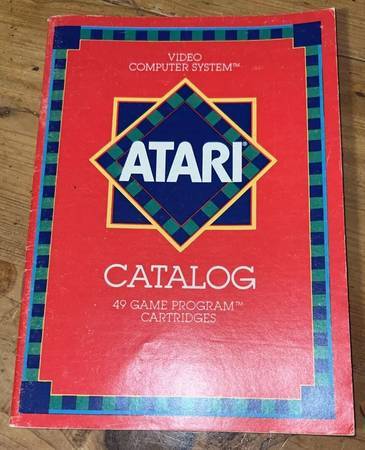 VIDEO
COMPUTER SYSTEM™
ATARI®
CATALOG
49 GAME PROGRAM™
CARTRIDGES